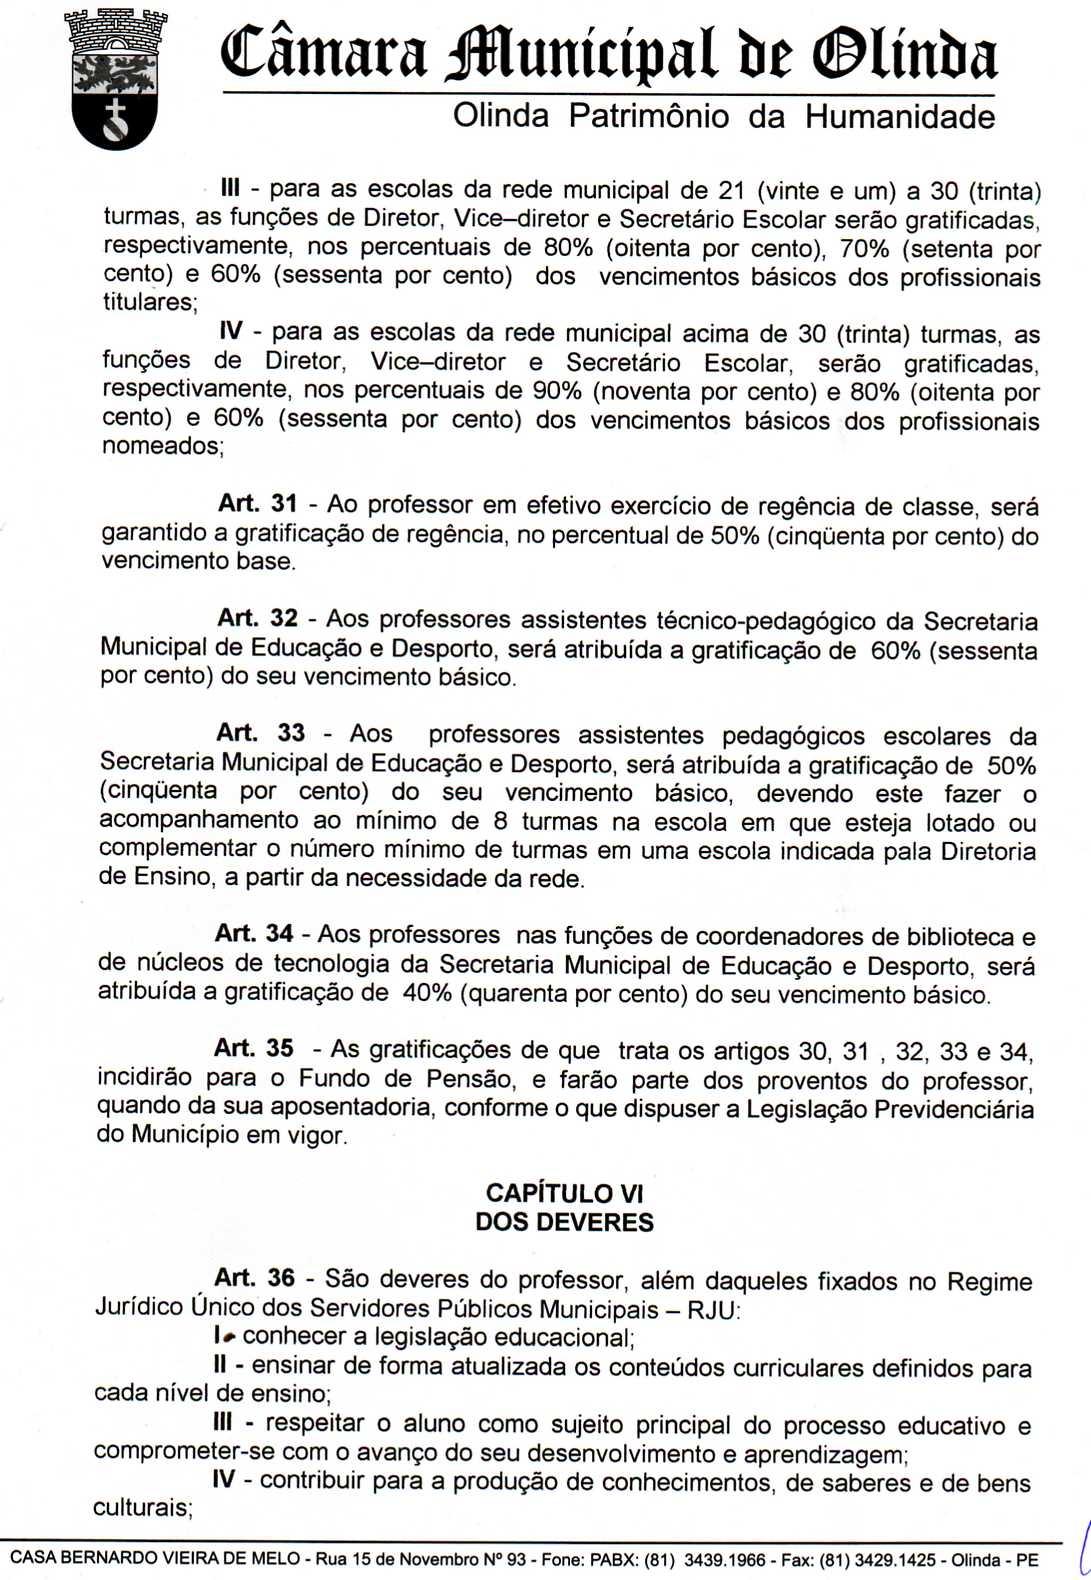 Câmara Municipal de Olinda
Olinda Patrimônio da Humanidade
III - para as escolas da rede municipal de 21 (vinte e um) a 30 (trinta)
turmas, as funções de Diretor, Vice–diretor e Secretário Escolar serão gratificadas,
respectivamente, nos percentuais de 80% (oitenta por cento), 70% (setenta por
cento) e 60% (sessenta por cento) dos vencimentos básicos dos profissionais
titulares;
IV - para as escolas da rede municipal acima de 30 (trinta) turmas, as
funções de Diretor, Vice–diretor e Secretário Escolar, serão gratificadas,
respectivamente, nos percentuais de 90% (noventa por cento) e 80% (oitenta por
cento) e 60% (sessenta por cento) dos vencimentos básicos dos profissionais
nomeados;
Art. 31 - Ao professor em efetivo exercício de regência de classe, será
garantido a gratificação de regência, no percentual de 50% (cinqüenta por cento) do
vencimento base.
Art. 32 - Aos professores assistentes técnico-pedagógico da Secretaria
Municipal de Educação e Desporto, será atribuída a gratificação de 60% (sessenta
por cento) do seu vencimento básico.
Art. 33 - Aos professores assistentes pedagógicos escolares da
Secretaria Municipal de Educação e Desporto, será atribuída a gratificação de 50%
(cinqüenta por cento) do seu vencimento básico, devendo este fazer o
acompanhamento ao mínimo de 8 turmas na escola em que esteja lotado ou
complementar o número mínimo de turmas em uma escola indicada pala Diretoria
de Ensino, a partir da necessidade da rede.
Art. 34 - Aos professores nas funções de coordenadores de biblioteca e
de núcleos de tecnologia da Secretaria Municipal de Educação e Desporto, será
atribuída a gratificação de 40% (quarenta por cento) do seu vencimento básico.
Art. 35 - As gratificações de que trata os artigos 30, 31 , 32, 33 e 34,
incidirão para o Fundo de Pensão, e farão parte dos proventos do professor,
quando da sua aposentadoria, conforme o que dispuser a Legislação Previdenciária
do Município em vigor.
CAPÍTULO VI
DOS DEVERES
Art. 36 - São deveres do professor, além daqueles fixados no Regime
Jurídico Único dos Servidores Públicos Municipais – RJU:
I - conhecer a legislação educacional;
II - ensinar de forma atualizada os conteúdos curriculares definidos para
cada nível de ensino;
III - respeitar o aluno como sujeito principal do processo educativo e
comprometer-se com o avanço do seu desenvolvimento e aprendizagem;
IV - contribuir para a produção de conhecimentos, de saberes e de bens
culturais;
CASA BERNARDO VIEIRA DE MELO - Rua 15 de Novembro Nº 93 - Fone: PABX: (81) 3439.1966 - Fax: (81) 3429.1425 - Olinda - PE